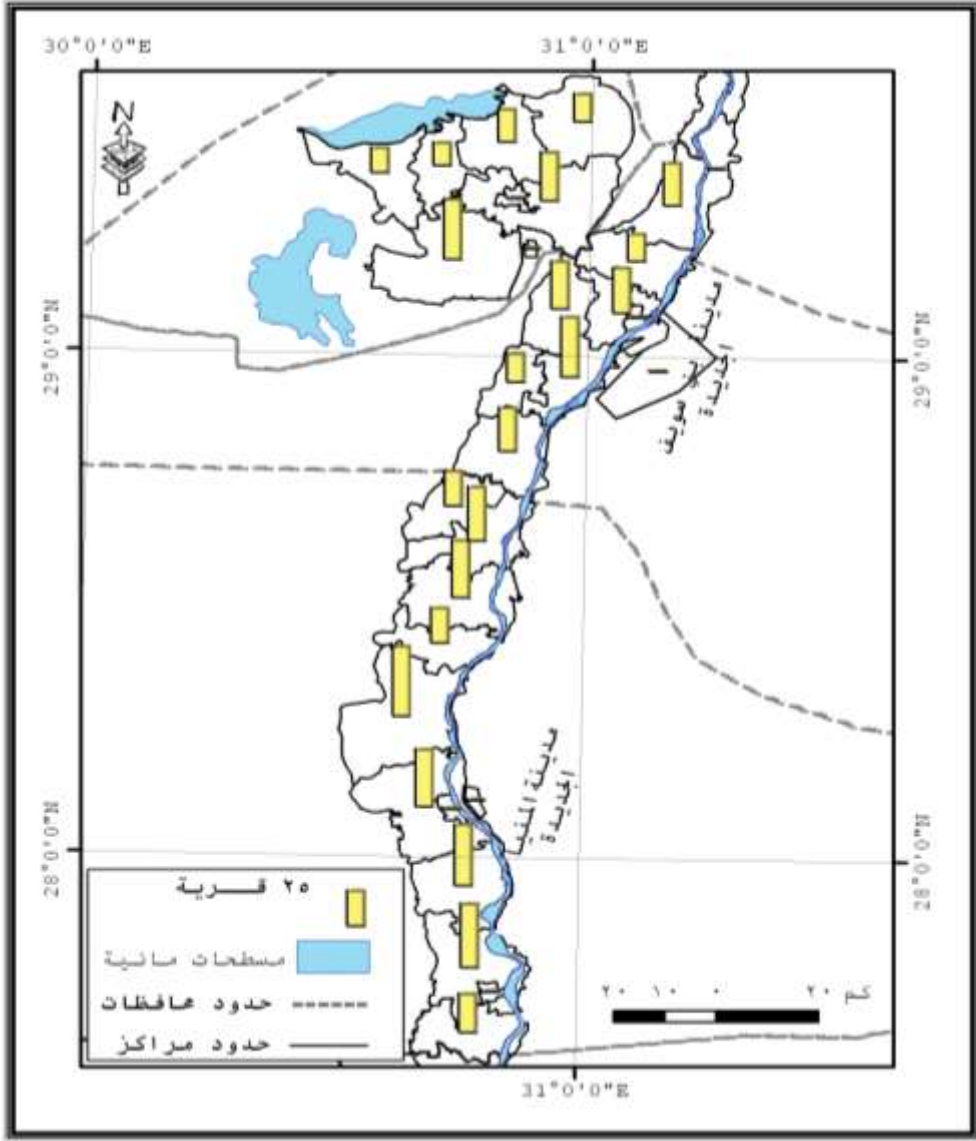 30°0'0"E
31°0'0"E
N
29°0'0"N
29°0'0"N
مدينة بني سويف
الجديدة
مدينة المنيا
الجديدة
28°0'0"N
28°0'0"N
٢٥ قــرية
مسطحات مائية
حدود محافظات
حدود مراكز
٢٠ ١٠ ٠ ٢٠ كم
31°0'0"E